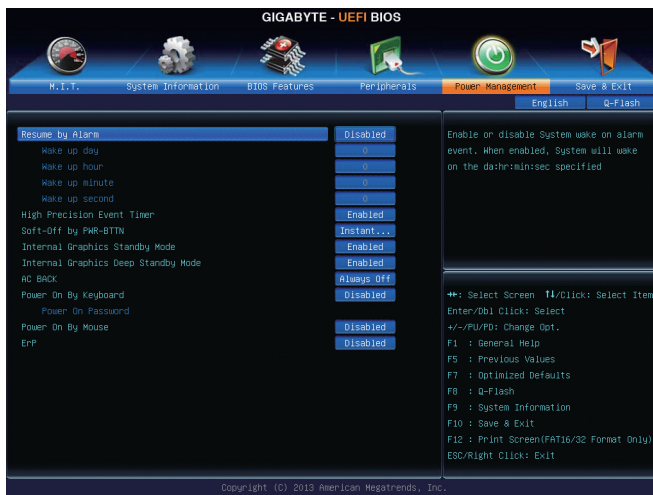 GIGABYTE - UEFI BIOS
M.I.T. System Information BIOS Features Peripherals Power Management Save & Exit
English Q-Flash
Resume by Alarm Disabled
Wake up day 0
Wake up hour 0
Wake up minute 0
Wake up second 0
High Precision Event Timer Enabled
Soft-Off by PWR-BTTN Instant...
Internal Graphics Standby Mode Enabled
Internal Graphics Deep Standby Mode Enabled
AC BACK Always Off
Power On By Keyboard Disabled
Power On Password
Power On By Mouse Disabled
ErP Disabled
Enable or disable System wake on alarm
event. When enabled, System will wake
on the da:hr:min:sec specified
→←: Select Screen ↑↓/Click: Select Item
Enter/Dbl Click: Select
+/-/PU/PD: Change Opt.
F1 : General Help
F5 : Previous Values
F7 : Optimized Defaults
F8 : Q-Flash
F9 : System Information
F10 : Save & Exit
F12 : Print Screen(FAT16/32 Format Only)
ESC/Right Click: Exit
Copyright (C) 2013 American Megatrends, Inc.